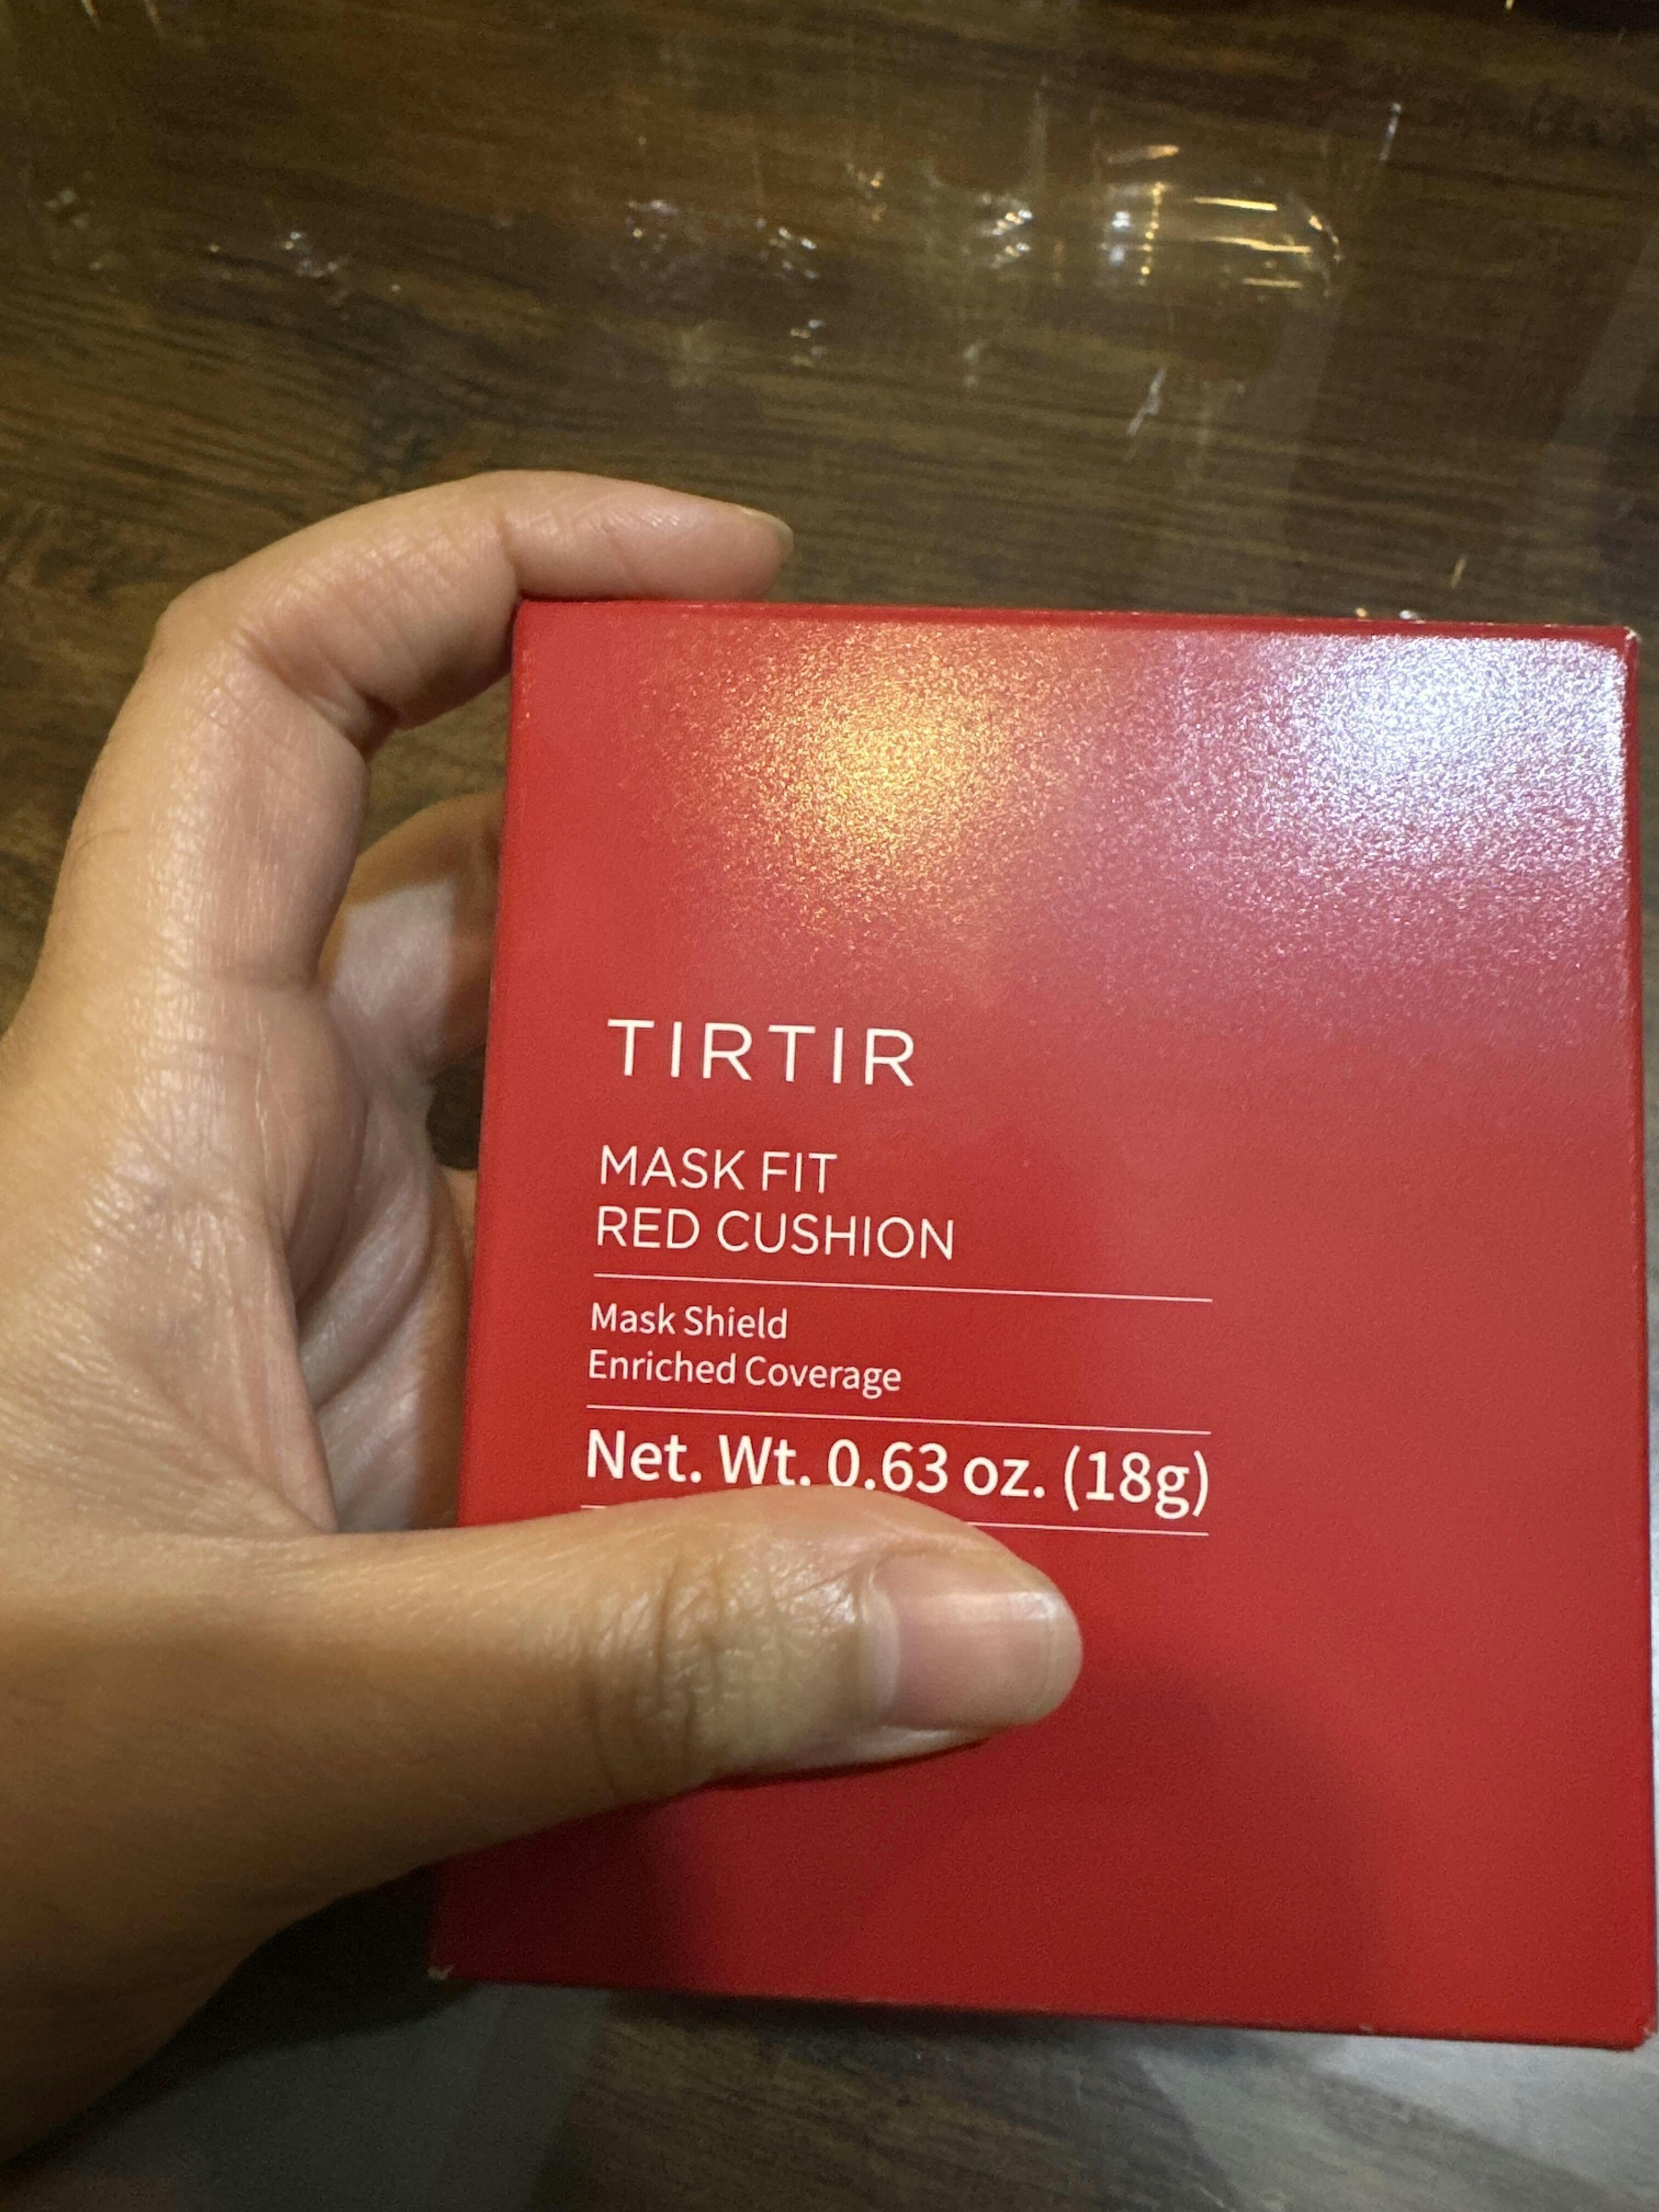 TIRTIR
MASK FIT
RED CUSHION
Mask Shield
Enriched Coverage
Net. Wt. 0.63 oz. (18g)